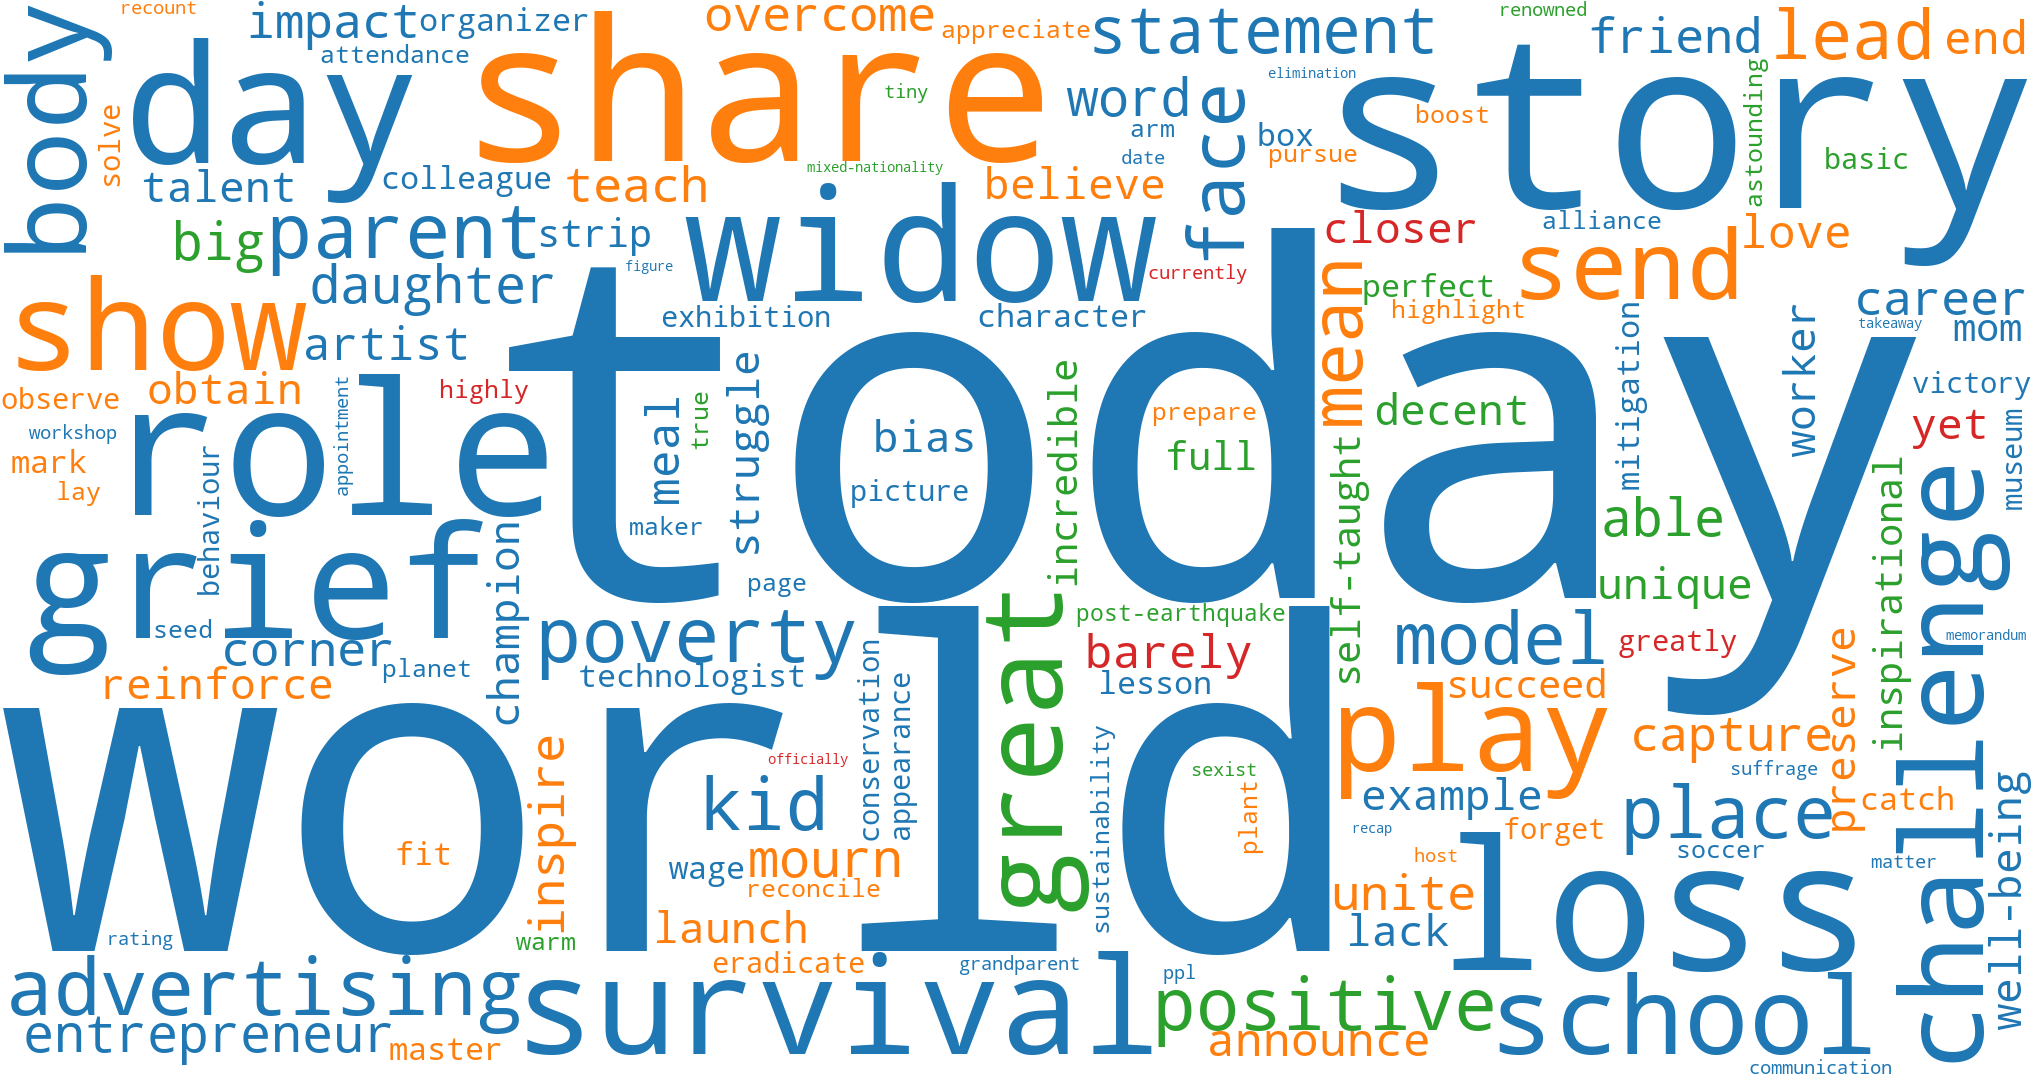 recount
impact
organizer
overcome
appreciate
statement
renowned
friend
lead
end
body
day
attendance
share
tiny
word
elimination
story
face
arm
box
boost
astounding
solve
talent
colleague
teach
mixed-nationality
believe
date
pursue
basic
big
parent
strip
widow
closer
alliance
love
send
daughter
figure
currently
mean
perfect
highlight
career
show
artist
exhibition
character
today
mitigation
worker
takeaway
mom
observe
obtain
highly
meal
true
struggle
incredible
prepare
decent
victory
workshop
role
appointment
bias
full
yet
museum
mark
lay
behaviour
picture
self-taught
able
inspirational
challenge
grief
champion
maker
page
unique
seed
corner
planet
poverty
technologist
great
post-earthquake
barely
lesson
model
greatly
memorandum
reinforce
world
conservation
appearance
succeed
play
capture
preserve
inspire
officially
kid
sustainability
sexist
plant
example
place
suffrage
catch
well-being
fit
wage
mourn
reconcile
recap
forget
host
soccer
matter
unite
loss
rating
warm
launch
lack
eradicate
grandparent
ppl
advertising
survival
positive
school
entrepreneur
master
announce
communication